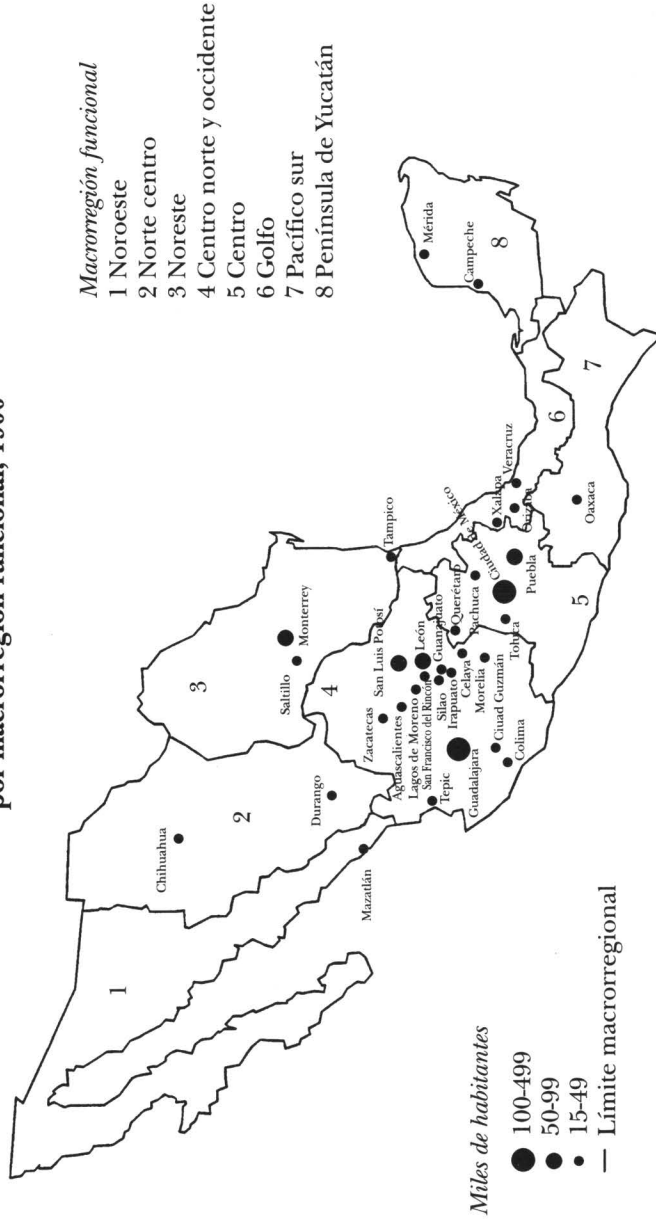 por macrorregión funcional, 1900
Macrorregión funcional
1 Noroeste
2 Norte centro
3 Noreste
4 Centro norte y occidente
5 Centro
6 Golfo
7 Pacífico sur
8 Península de Yucatán
1
2
3
4
5
6
7
8
Chihuahua
Durango
Mazatlán
Saltillo
Monterrey
Tampico
Zacatecas
San Luis Potosí
Aguascalientes
Lagos de Moreno
León
San Francisco del Rincón
Guanajuato
Silao
Irapuato
Querétaro
Celaya
Morelia
Tepic
Guadalajara
Ciuad Guzmán
Colima
Pachuca
Ciudad de México
Toluca
Puebla
Xalapa
Orizaba
Veracruz
Oaxaca
Mérida
Campeche
Miles de habitantes
100-499
50-99
15-49
Límite macrorregional